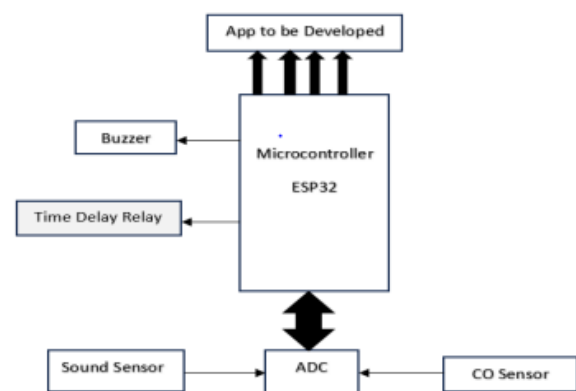 App to be Developed
Buzzer
Microcontroller
ESP32
Time Delay Relay
Sound Sensor
ADC
CO Sensor